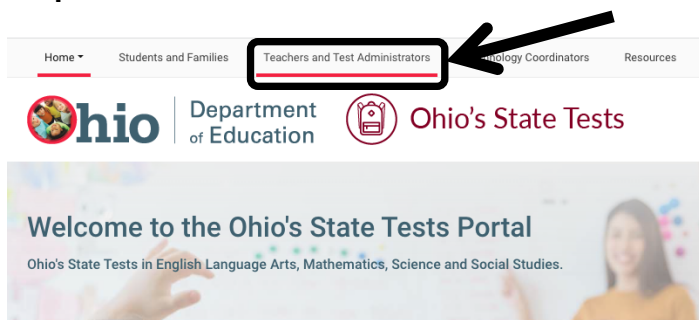 Home Students and Families Teachers and Test Administrators Coordinators Resources
Ohio Department of Education Ohio's State Tests
Welcome to the Ohio's State Tests Portal
Ohio's State Tests in English Language Arts, Mathematics, Science and Social Studies.